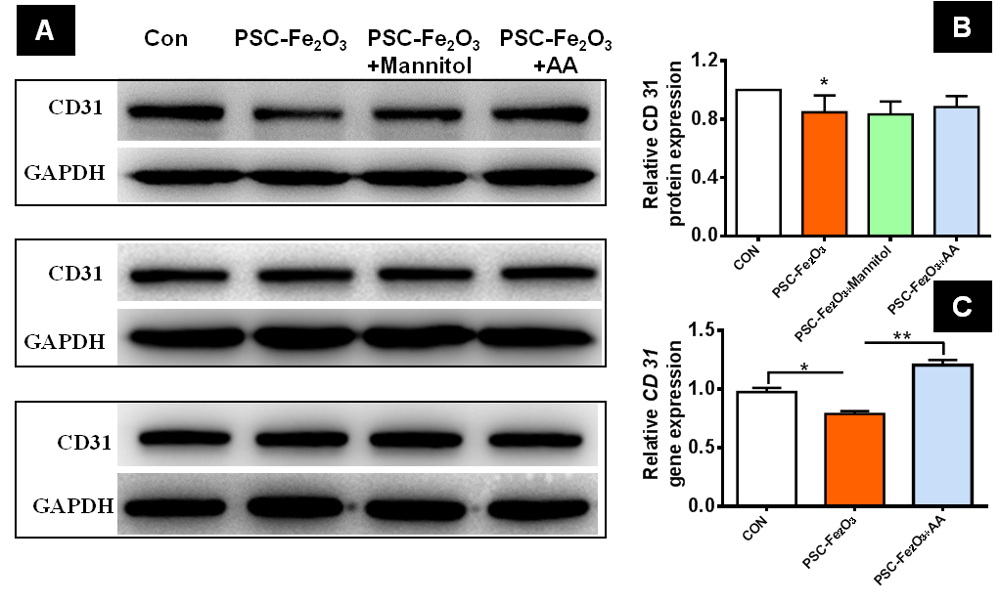 A
Con PSC-Fe₂O₃ PSC-Fe₂O₃ PSC-Fe₂O₃
+Mannitol +AA
CD31
GAPDH
CD31
GAPDH
CD31
GAPDH
B
Relative CD 31
protein expression
1.2
0.8
0.4
0.0
*
CON
PSC-Fe₂O₃
PSC-Fe₂O₃+Mannitol
PSC-Fe₂O₃+AA
C
Relative CD 31
gene expression
1.5
1.0
0.5
0.0
*
**
CON
PSC-Fe₂O₃
PSC-Fe₂O₃+AA